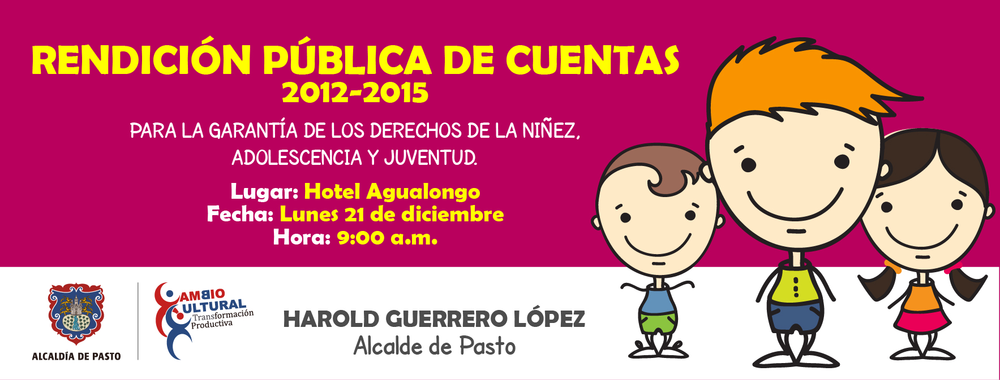 RENDICIÓN PÚBLICA DE CUENTAS
2012-2015
PARA LA GARANTÍA DE LOS DERECHOS DE LA NIÑEZ,
ADOLESCENCIA Y JUVENTUD.
Lugar: Hotel Agualongo
Fecha: Lunes 21 de diciembre
Hora: 9:00 a.m.
ALCALDÍA DE PASTO
CAMBIO
CULTURAL
Transformación
Productiva
HAROLD GUERRERO LÓPEZ
Alcalde de Pasto